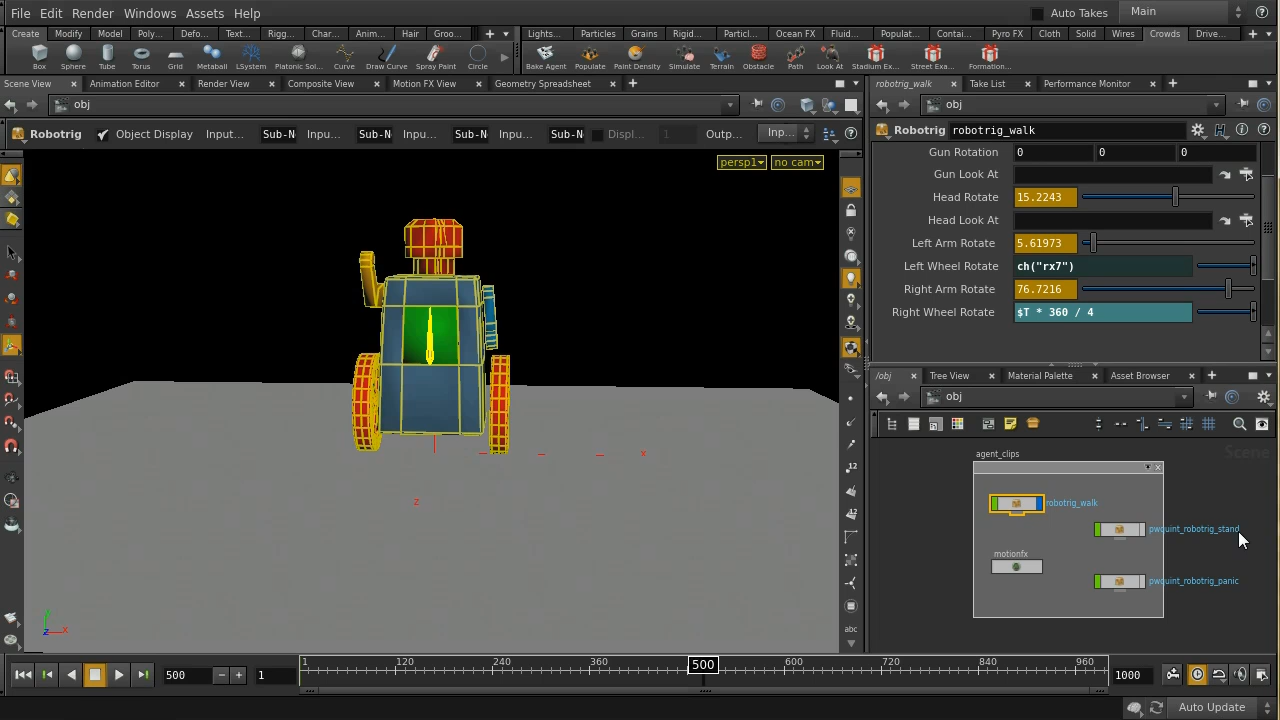 File Edit Render Windows Assets Help Auto Takes Main
Create Modify Model Poly... Defo... Text... Rigg... Char... Anim... Hair Groo... Lights... Particles Grains Rigid... Particl... Ocean FX Fluid... Populat... Contai... Pyro FX Cloth Solid Wires Crowds Drive...
Box Sphere Tube Torus Grid Metaball LSystem Platonic Sol... Curve Draw Curve Spray Paint Circle Bake Agent Populate Paint Density Simulate Terrain Obstacle Path Look At Stadium Ex... Street Exa... Formation...
Scene View Animation Editor Render View Composite View Motion FX View Geometry Spreadsheet
obj
Robotrig Object Display Input... Sub-N Inpu... Sub-N Inpu... Sub-N Inpu... Sub-N Displ... 1 Outp... Inp...
persp1 no cam
x
z
y
z x
12
12
abc
robotrig_walk Take List Performance Monitor
obj
Robotrig robotrig_walk
Gun Rotation 0 0 0
Gun Look At
Head Rotate 15.2243
Head Look At
Left Arm Rotate 5.61973
Left Wheel Rotate ch("rx7")
Right Arm Rotate 76.7216
Right Wheel Rotate $T * 360 / 4
/obj Tree View Material Palette Asset Browser
obj
Scene
agent_clips
robotrig_walk
pwquint_robotrig_stand
motionfx
pwquint_robotrig_panic
500 1 1 120 240 360 500 600 720 840 960 1000
Auto Update